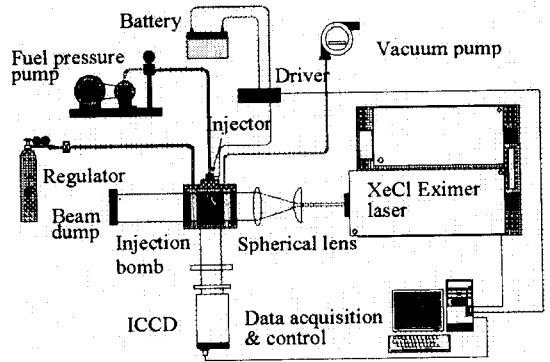 Battery
Fuel pressure
pump
Vacuum pump
Driver
Injector
Regulator
XeCl Eximer
laser
Beam
dump
Injection
bomb
Spherical lens
ICCD
Data acquisition
& control